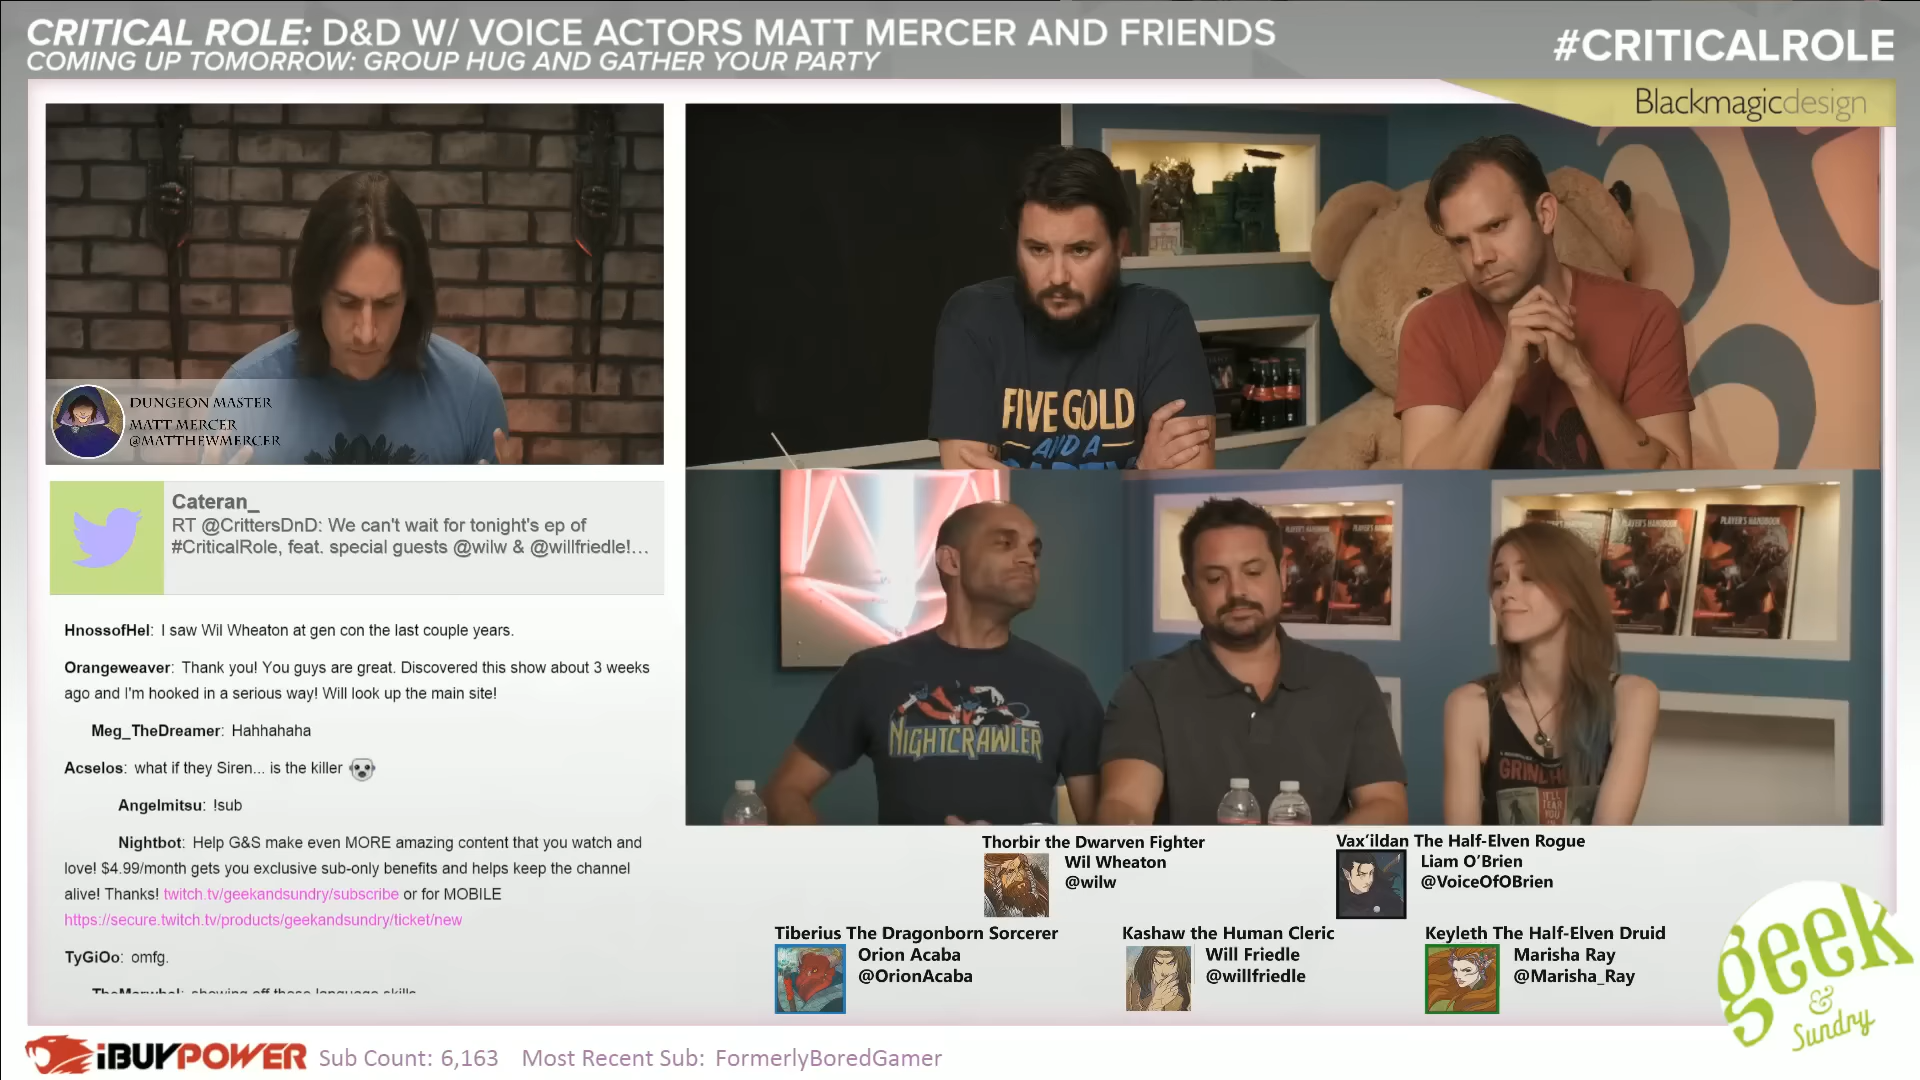 CRITICAL ROLE: D&D W/ VOICE ACTORS MATT MERCER AND FRIENDS
COMING UP TOMORROW: GROUP HUG AND GATHER YOUR PARTY
#CRITICALROLE
Blackmagicdesign
DUNGEON MASTER
MATT MERCER
@MATTHEWMERCER
FIVE GOLD
AND A
Cateran_
RT @CrittersDnD: We can't wait for tonight's ep of
#CriticalRole, feat. special guests @wilw & @willfriedle!...
PLAYER'S HANDBOOK
PLAYER'S HANDBOOK
PLAYER'S HANDBOOK
PLAYER'S HANDBOOK
NIGHTCRAWLER
HnossofHel: I saw Wil Wheaton at gen con the last couple years.
Orangeweaver: Thank you! You guys are great. Discovered this show about 3 weeks
ago and I'm hooked in a serious way! Will look up the main site!
Meg_TheDreamer: Hahhahaha
Acselos: what if they Siren... is the killer
Angelmitsu: !sub
Nightbot: Help G&S make even MORE amazing content that you watch and
love! $4.99/month gets you exclusive sub-only benefits and helps keep the channel
alive! Thanks! twitch.tv/geekandsundry/subscribe or for MOBILE
https://secure.twitch.tv/products/geekandsundry/ticket/new
TyGiOo: omfg.
Thorbir the Dwarven Fighter
Wil Wheaton
@wilw
Vax'ildan The Half-Elven Rogue
Liam O'Brien
@VoiceOfOBrien
Tiberius The Dragonborn Sorcerer
Orion Acaba
@OrionAcaba
Kashaw the Human Cleric
Will Friedle
@willfriedle
Keyleth The Half-Elven Druid
Marisha Ray
@Marisha_Ray
geek
&
Sundry
iBUYPOWER
Sub Count: 6,163 Most Recent Sub: FormerlyBoredGamer